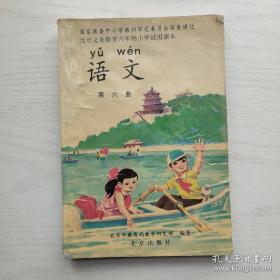 国家教委中小学教材审定委员会审查通过
九年义务教育六年制小学试用课本
yǔ wén
语文
第六册
北京市教育局教学研究部 编著
北京出版社
孔夫子旧书网